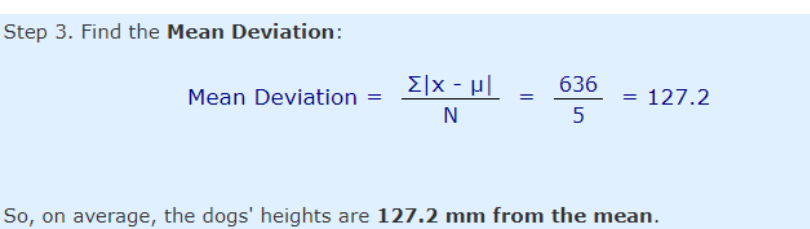 Step 3. Find the Mean Deviation:
Mean Deviation = Σ|x - μ| / N = 636 / 5 = 127.2
So, on average, the dogs' heights are 127.2 mm from the mean.